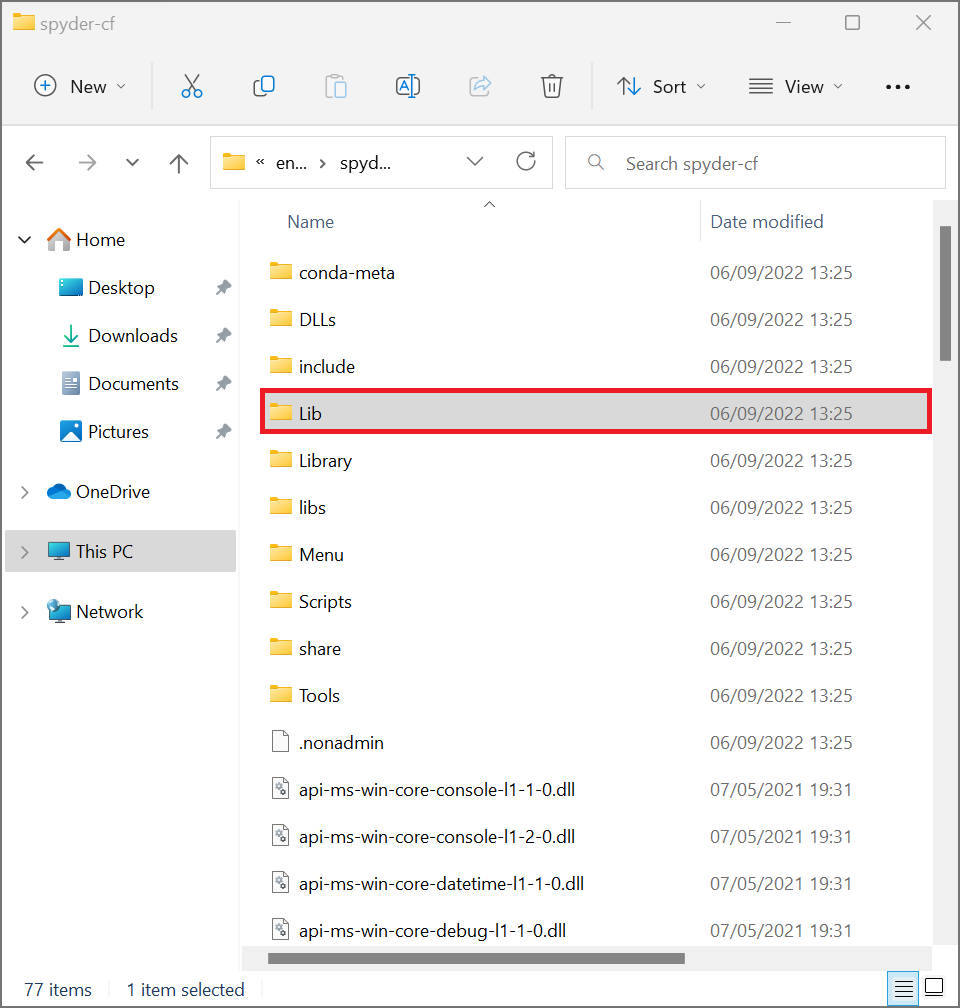 spyder-cf
New
Sort
View
« en... › spyd...
Search spyder-cf
Home
Desktop
Downloads
Documents
Pictures
OneDrive
This PC
Network
Name Date modified
conda-meta 06/09/2022 13:25
DLLs 06/09/2022 13:25
include 06/09/2022 13:25
Lib 06/09/2022 13:25
Library 06/09/2022 13:25
libs 06/09/2022 13:25
Menu 06/09/2022 13:25
Scripts 06/09/2022 13:25
share 06/09/2022 13:25
Tools 06/09/2022 13:25
.nonadmin 06/09/2022 13:25
api-ms-win-core-console-l1-1-0.dll 07/05/2021 19:31
api-ms-win-core-console-l1-2-0.dll 07/05/2021 19:31
api-ms-win-core-datetime-l1-1-0.dll 07/05/2021 19:31
api-ms-win-core-debug-l1-1-0.dll 07/05/2021 19:31
77 items 1 item selected